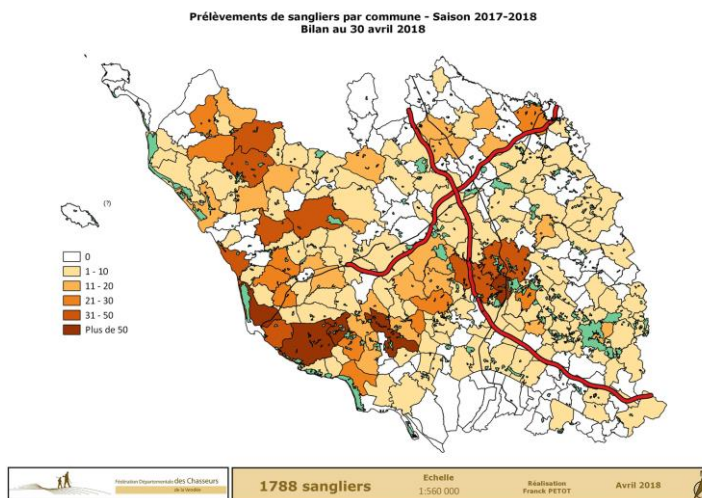 Prélèvements de sangliers par commune - Saison 2017-2018
Bilan au 30 avril 2018
(?)
0
1 - 10
11 - 20
21 - 30
31 - 50
Plus de 50
Fédération Départementale des Chasseurs
de la Vendée
1788 sangliers
Echelle
1:560 000
Réalisation
Franck PETOT
Avril 2018